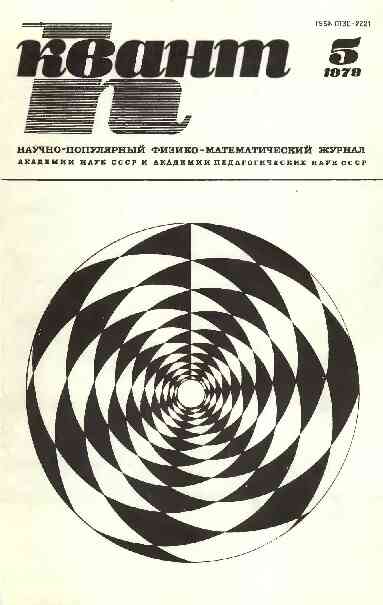 ISSN 0130-2221
квант
5
1979
НАУЧНО-ПОПУЛЯРНЫЙ ФИЗИКО-МАТЕМАТИЧЕСКИЙ ЖУРНАЛ
АКАДЕМИИ НАУК СССР И АКАДЕМИИ ПЕДАГОГИЧЕСКИХ НАУК СССР